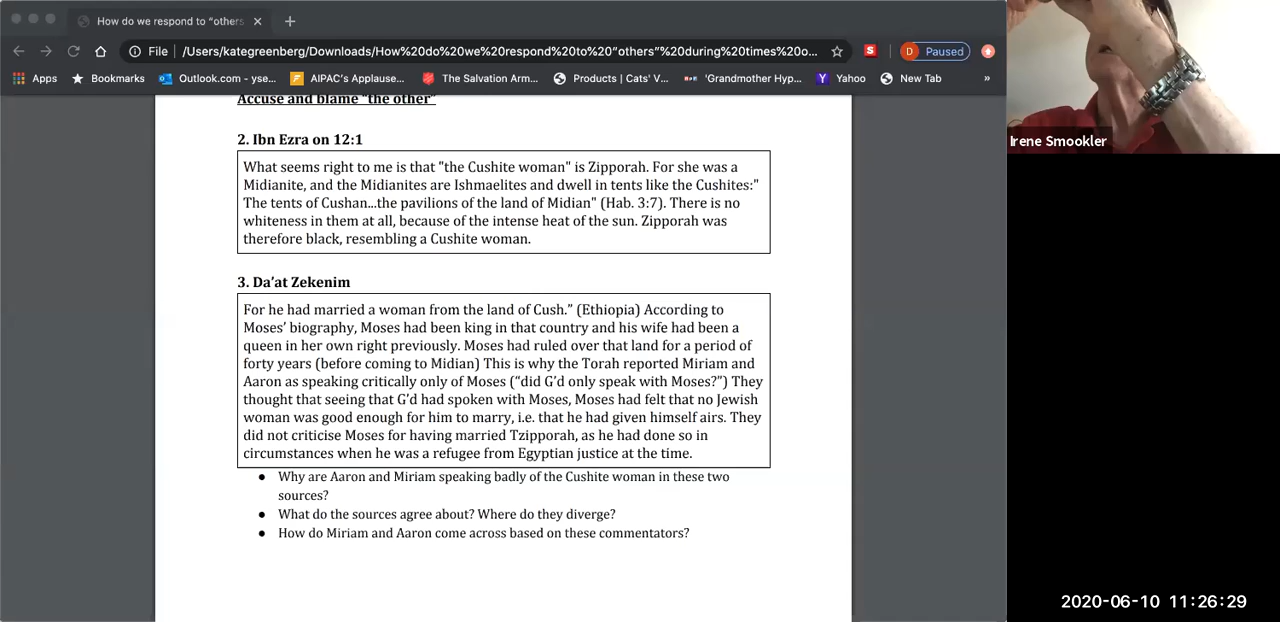 How do we respond to "others
File
/Users/kategreenberg/Downloads/How%20do%20we%20respond%20to%20"others"%20during%20times%20o...
S
D
Paused
Apps
Bookmarks
Outlook.com - yse...
F
AIPAC's Applause...
The Salvation Arm...
Products | Cats' V...
'Grandmother Hyp...
Y
Yahoo
New Tab
»
Accuse and blame "the other"
2. Ibn Ezra on 12:1
What seems right to me is that "the Cushite woman" is Zipporah. For she was a
Midianite, and the Midianites are Ishmaelites and dwell in tents like the Cushites:"
The tents of Cushan...the pavilions of the land of Midian" (Hab. 3:7). There is no
whiteness in them at all, because of the intense heat of the sun. Zipporah was
therefore black, resembling a Cushite woman.
3. Da'at Zekenim
For he had married a woman from the land of Cush." (Ethiopia) According to
Moses' biography, Moses had been king in that country and his wife had been a
queen in her own right previously. Moses had ruled over that land for a period of
forty years (before coming to Midian) This is why the Torah reported Miriam and
Aaron as speaking critically only of Moses ("did G'd only speak with Moses?") They
thought that seeing that G'd had spoken with Moses, Moses had felt that no Jewish
woman was good enough for him to marry, i.e. that he had given himself airs. They
did not criticise Moses for having married Tzipporah, as he had done so in
circumstances when he was a refugee from Egyptian justice at the time.
● Why are Aaron and Miriam speaking badly of the Cushite woman in these two
sources?
● What do the sources agree about? Where do they diverge?
● How do Miriam and Aaron come across based on these commentators?
Irene Smookler
2020-06-10 11:26:29